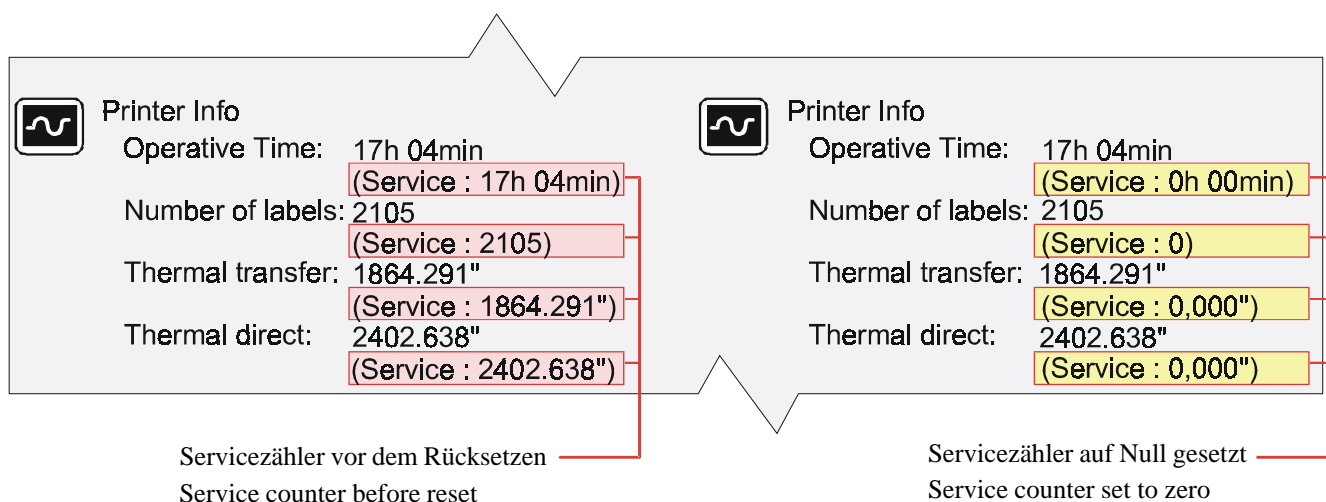 Printer Info
Operative Time: 17h 04min
(Service : 17h 04min)
Number of labels: 2105
(Service : 2105)
Thermal transfer: 1864.291"
(Service : 1864.291")
Thermal direct: 2402.638"
(Service : 2402.638")
Servicezähler vor dem Rücksetzen
Service counter before reset
Printer Info
Operative Time: 17h 04min
(Service : 0h 00min)
Number of labels: 2105
(Service : 0)
Thermal transfer: 1864.291"
(Service : 0,000")
Thermal direct: 2402.638"
(Service : 0,000")
Servicezähler auf Null gesetzt
Service counter set to zero